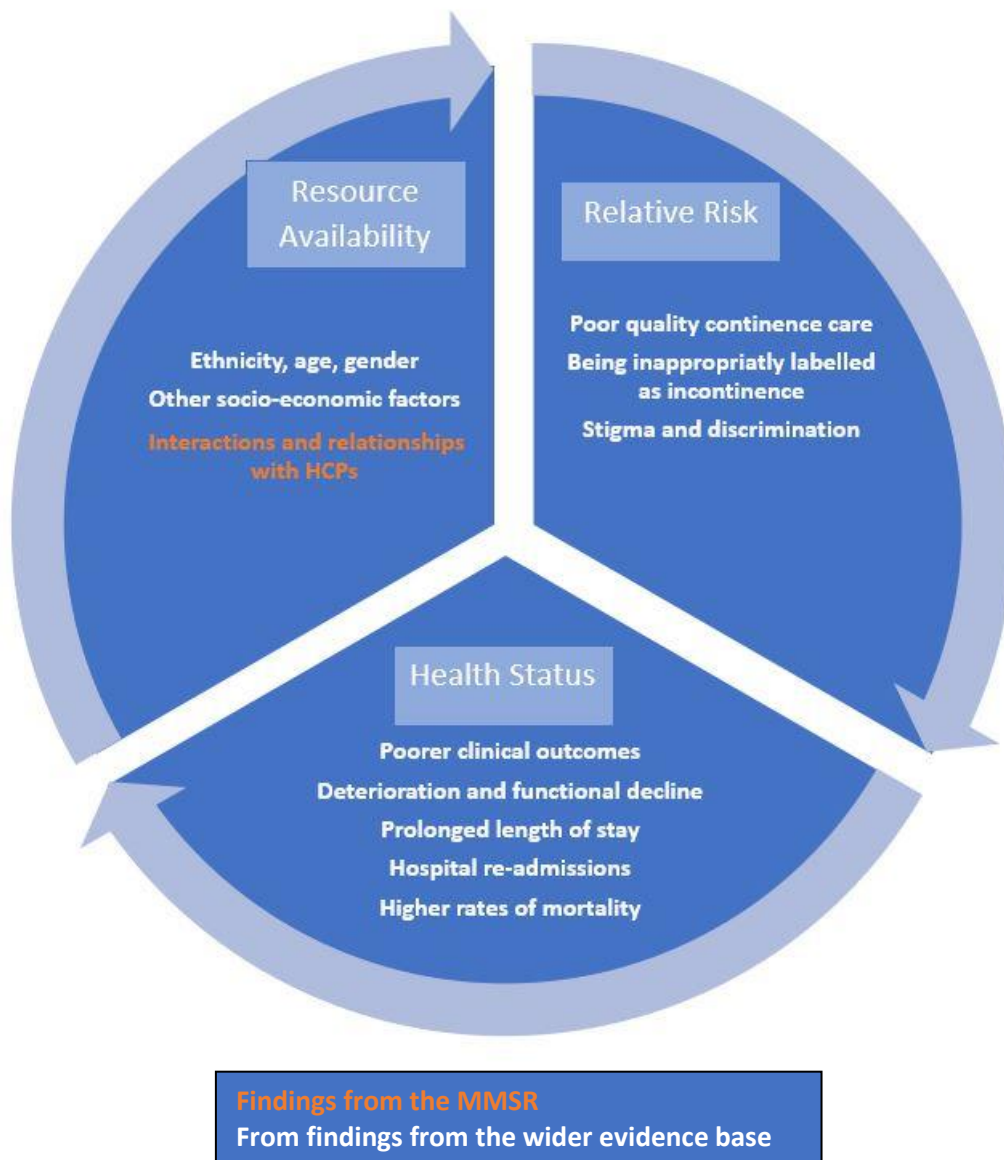 Resource
Availability
Ethnicity, age, gender
Other socio-economic factors
Interactions and relationships
with HCPs
Relative Risk
Poor quality continence care
Being inappropriatly labelled
as incontinence
Stigma and discrimination
Health Status
Poorer clinical outcomes
Deterioration and functional decline
Prolonged length of stay
Hospital re-admissions
Higher rates of mortality
Findings from the MMSR
From findings from the wider evidence base